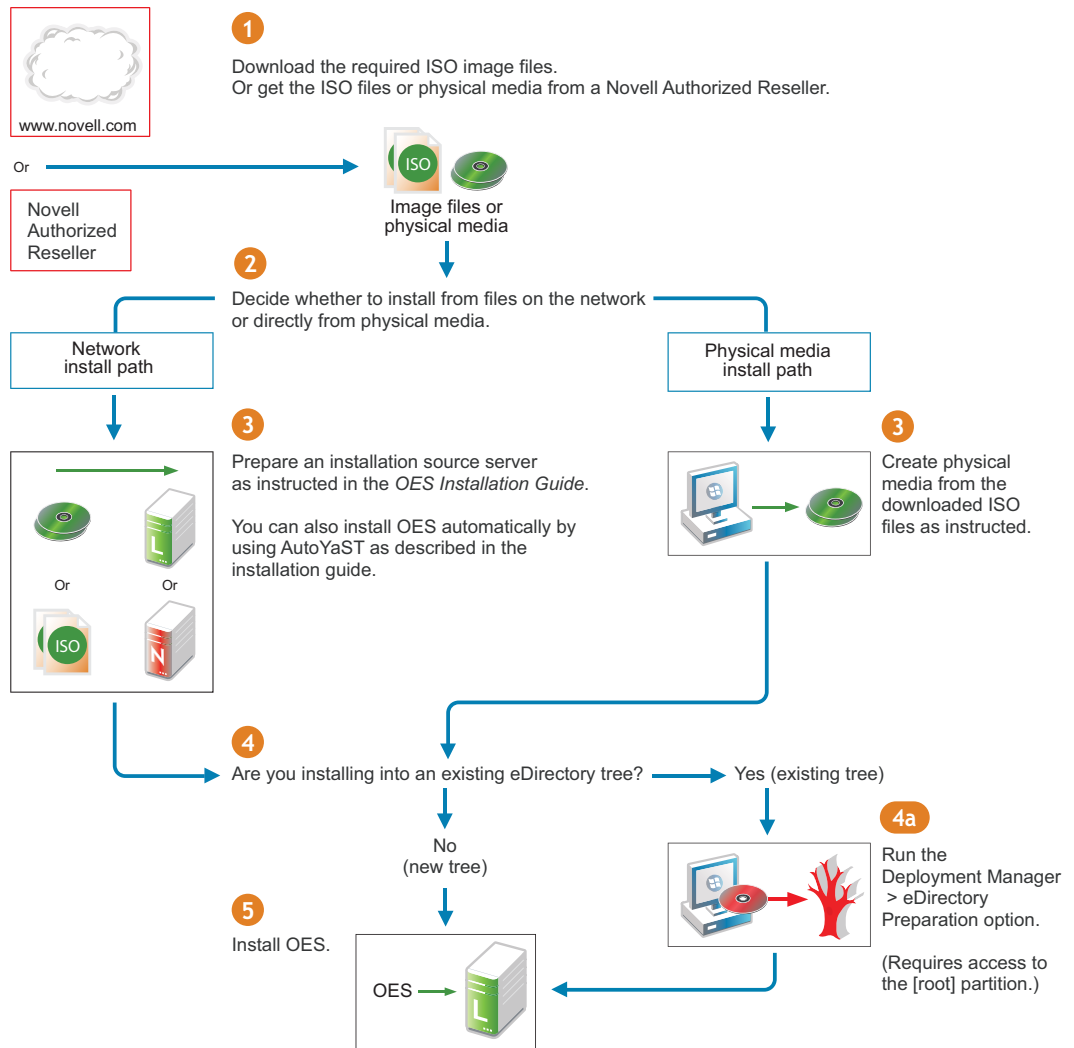 1
Download the required ISO image files.
Or get the ISO files or physical media from a Novell Authorized Reseller.
www.novell.com
Or
ISO
Image files or
physical media
Novell
Authorized
Reseller
2
Decide whether to install from files on the network
or directly from physical media.
Network
install path
Physical media
install path
3
Prepare an installation source server
as instructed in the OES Installation Guide.
You can also install OES automatically by
using AutoYaST as described in the
installation guide.
L
Or
Or
ISO
N
3
Create physical
media from the
downloaded ISO
files as instructed.
4
Are you installing into an existing eDirectory tree?
Yes (existing tree)
No
(new tree)
4a
Run the
Deployment Manager
> eDirectory
Preparation option.
(Requires access to
the [root] partition.)
5
Install OES.
OES
L